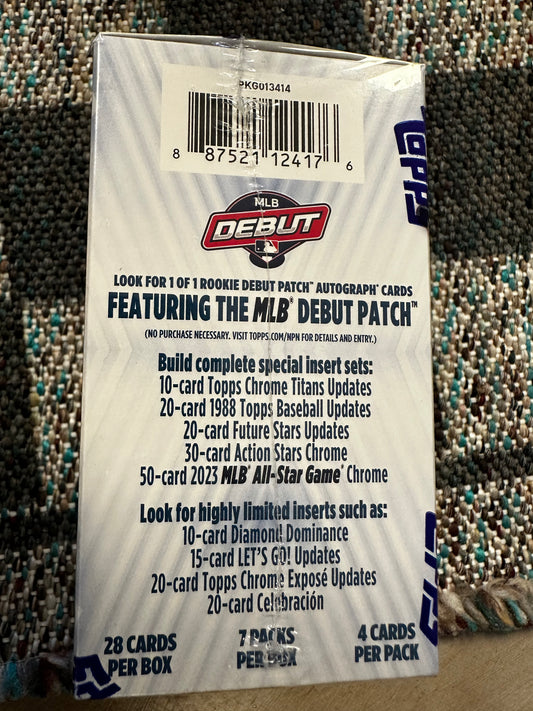 PKG013414
8 87521 12417 6
Topps
MLB
DEBUT
LOOK FOR 1 OF 1 ROOKIE DEBUT PATCH™ AUTOGRAPH* CARDS
FEATURING THE MLB® DEBUT PATCH™
(NO PURCHASE NECESSARY. VISIT TOPPS.COM/NPN FOR DETAILS AND ENTRY.)
Build complete special insert sets:
10-card Topps Chrome Titans Updates
20-card 1988 Topps Baseball Updates
20-card Future Stars Updates
30-card Action Stars Chrome
50-card 2023 MLB® All-Star Game® Chrome
Look for highly limited inserts such as:
10-card Diamond Dominance
15-card LET'S GO! Updates
20-card Topps Chrome Exposé Updates
20-card Celebración
28 CARDS
PER BOX
7 PACKS
PER BOX
4 CARDS
PER PACK